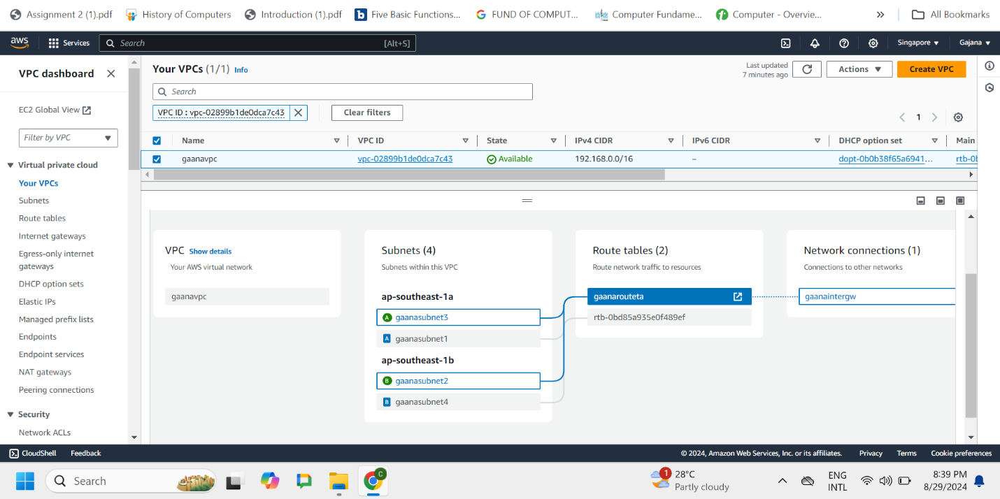 Assignment 2 (1).pdf
History of Computers
Introduction (1).pdf
Five Basic Functions...
FUND OF COMPUT...
Computer Fundame...
Computer - Overvie...
All Bookmarks
aws
Services
Search
[Alt+S]
Singapore
Gajana
VPC dashboard
EC2 Global View
Filter by VPC
Virtual private cloud
Your VPCs
Subnets
Route tables
Internet gateways
Egress-only internet
gateways
DHCP option sets
Elastic IPs
Managed prefix lists
Endpoints
Endpoint services
NAT gateways
Peering connections
Security
Network ACLs
Your VPCs (1/1) Info
Last updated
7 minutes ago
Actions
Create VPC
Search
VPC ID : vpc-02899b1de0dca7c43
Clear filters
1
Name
VPC ID
State
IPv4 CIDR
IPv6 CIDR
DHCP option set
Main
gaanavpc
vpc-02899b1de0dca7c43
Available
192.168.0.0/16
–
dopt-0b0b38f65a6941...
rtb-0b
VPC Show details
Your AWS virtual network
gaanavpc
Subnets (4)
Subnets within this VPC
ap-southeast-1a
A gaanasubnet3
A gaanasubnet1
ap-southeast-1b
B gaanasubnet2
B gaanasubnet4
Route tables (2)
Route network traffic to resources
gaanarouteta
rtb-0bd85a935e0f489ef
Network connections (1)
Connections to other networks
gaanaintergw
CloudShell
Feedback
© 2024, Amazon Web Services, Inc. or its affiliates.
Privacy
Terms
Cookie preferences
Search
C
1
28°C
Partly cloudy
ENG
INTL
8:39 PM
8/29/2024